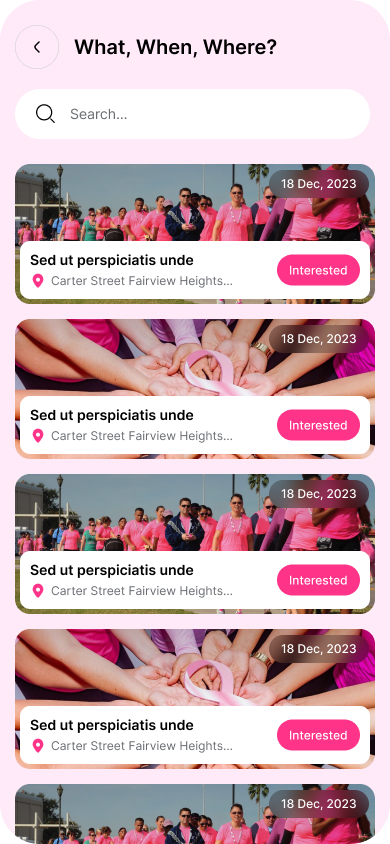 What, When, Where?
Search...
18 Dec, 2023
Sed ut perspiciatis unde
Carter Street Fairview Heights...
Interested
18 Dec, 2023
Sed ut perspiciatis unde
Carter Street Fairview Heights...
Interested
18 Dec, 2023
Sed ut perspiciatis unde
Carter Street Fairview Heights...
Interested
18 Dec, 2023
Sed ut perspiciatis unde
Carter Street Fairview Heights...
Interested
18 Dec, 2023